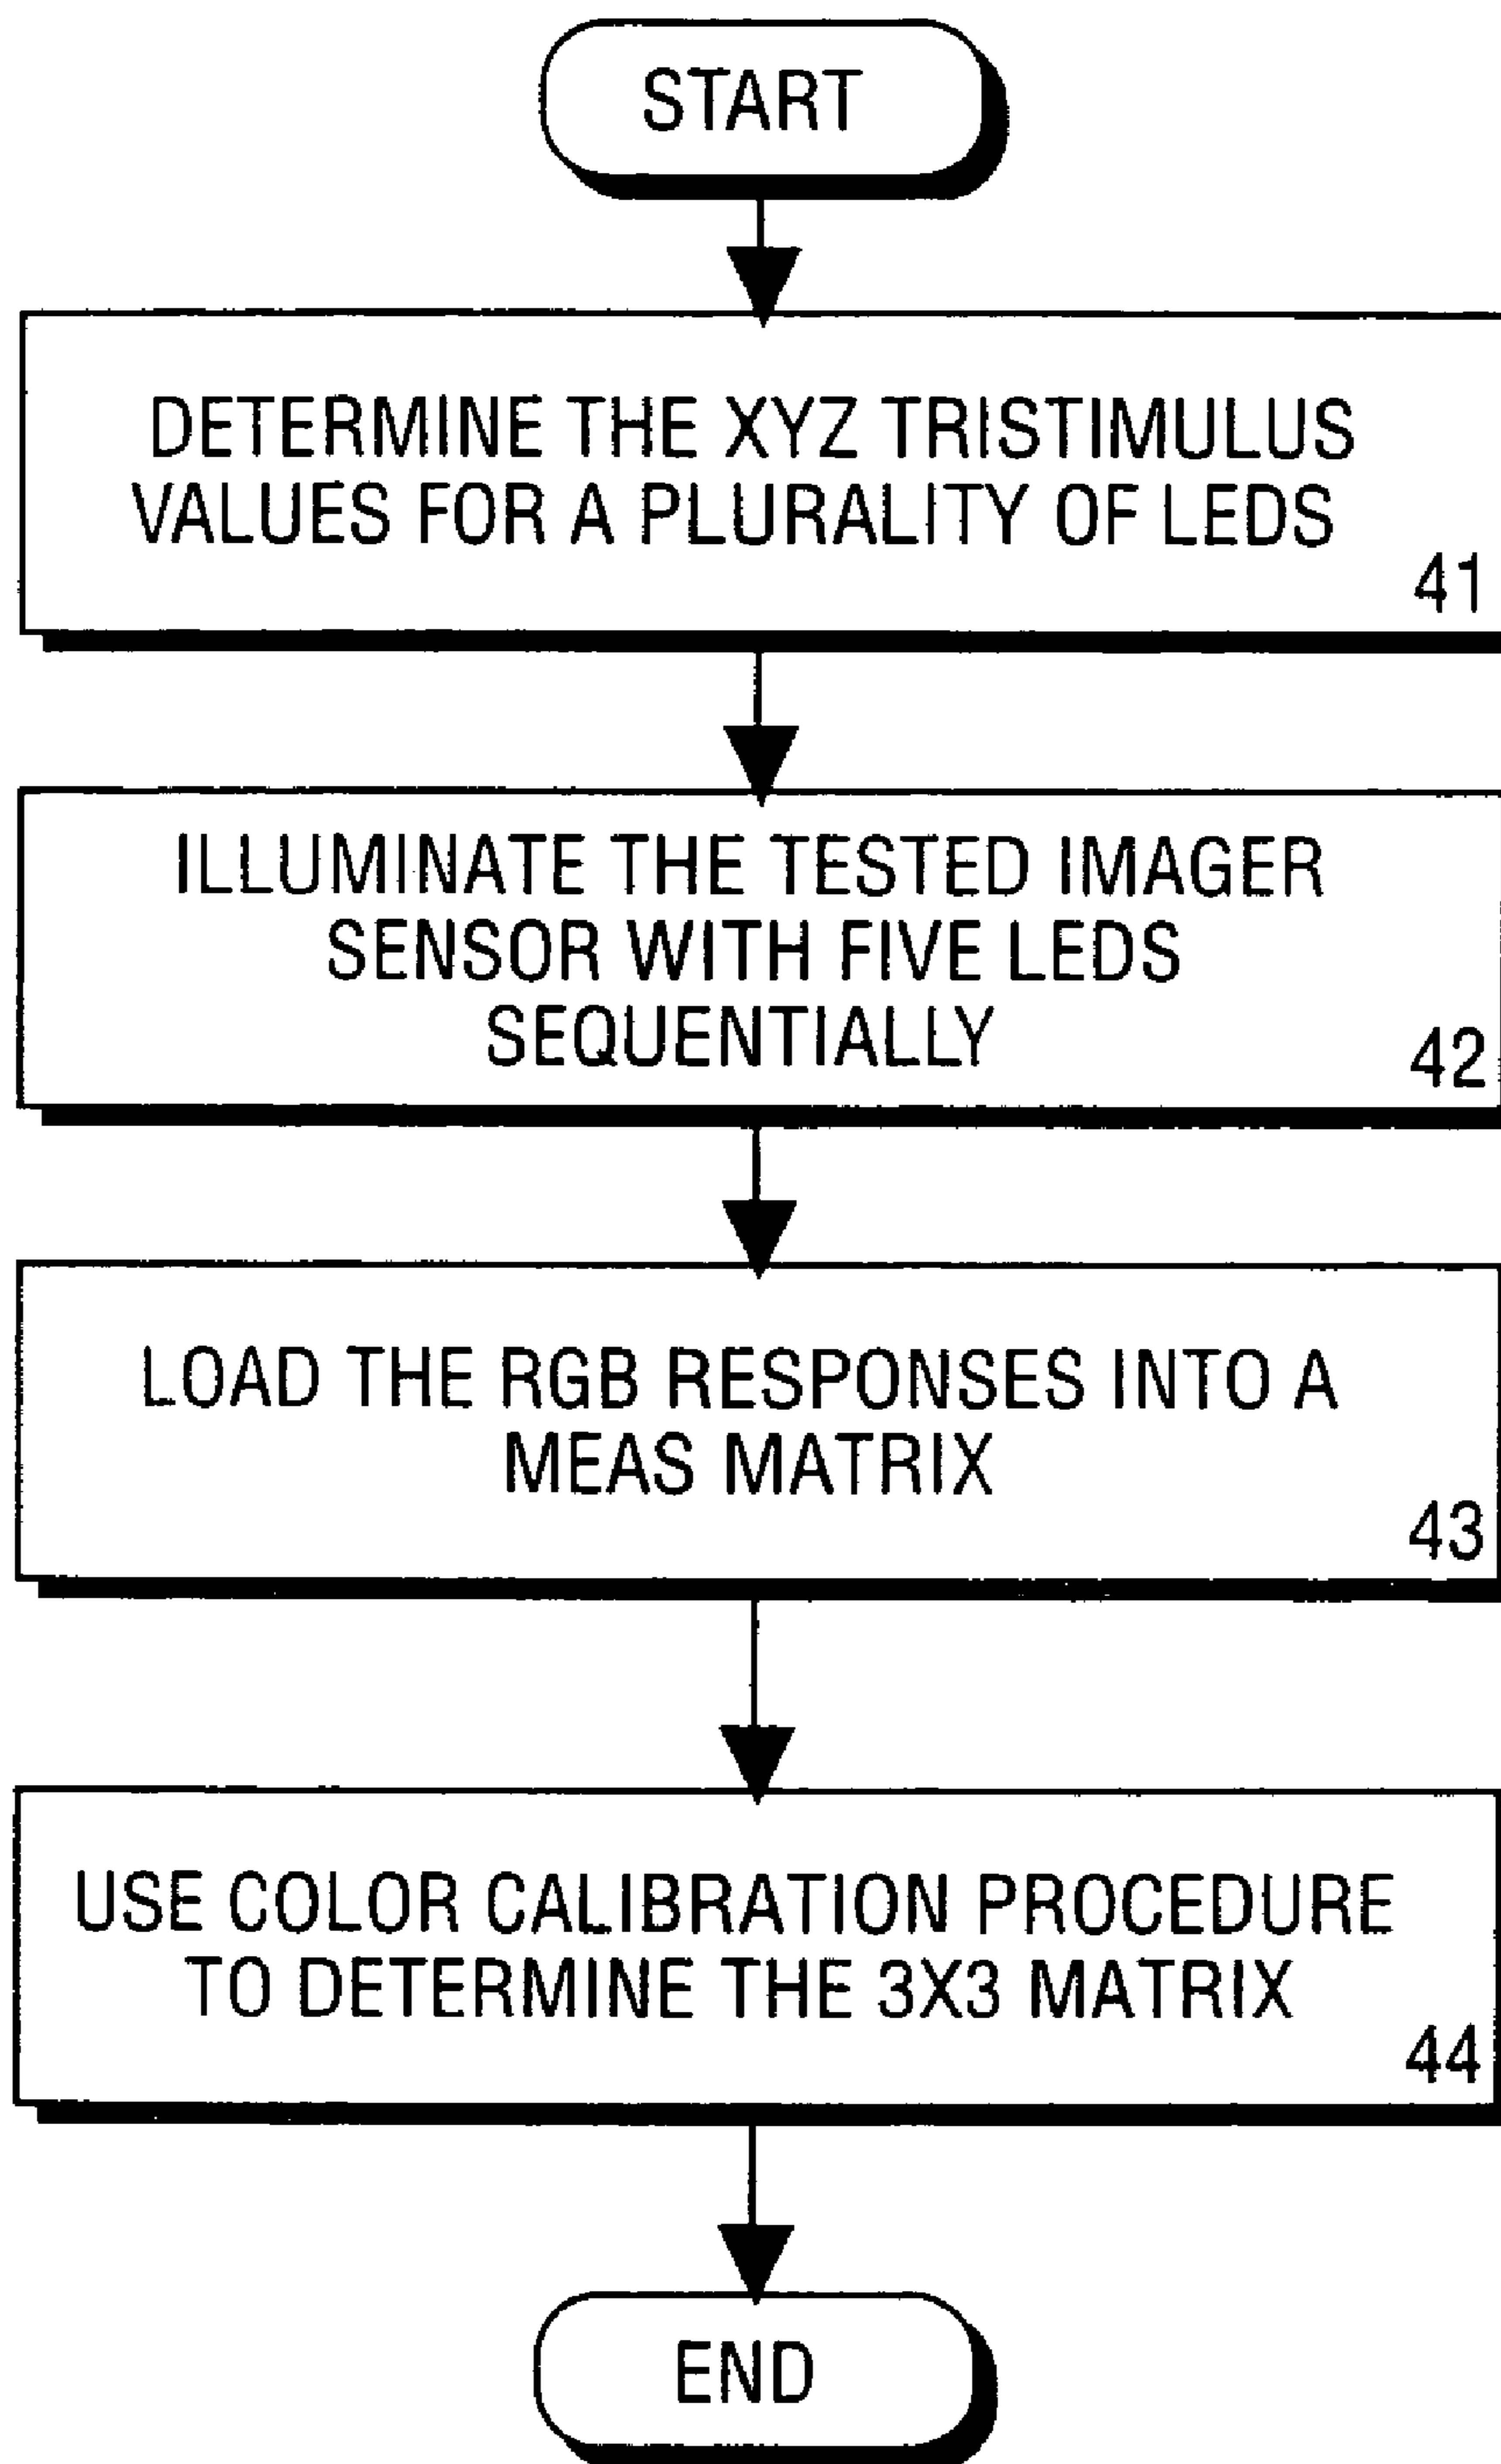 START
DETERMINE THE XYZ TRISTIMULUS
VALUES FOR A PLURALITY OF LEDS
41
ILLUMINATE THE TESTED IMAGER
SENSOR WITH FIVE LEDS
SEQUENTIALLY
42
LOAD THE RGB RESPONSES INTO A
MEAS MATRIX
43
USE COLOR CALIBRATION PROCEDURE
TO DETERMINE THE 3X3 MATRIX
44
END